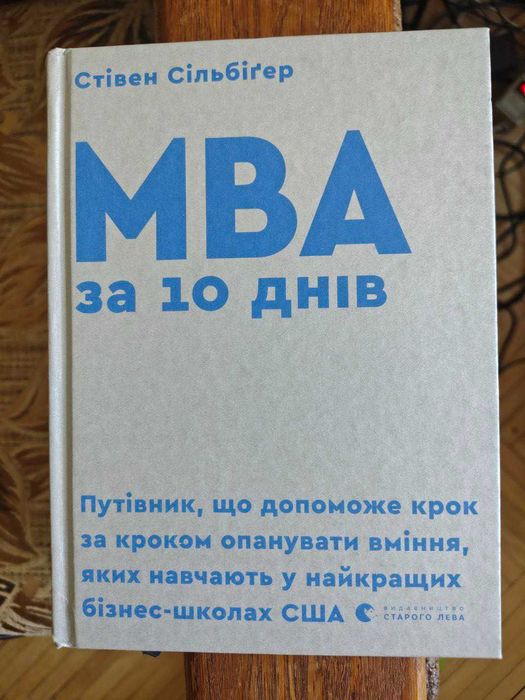 Стівен Сільбіґер
МВА
за 10 днів
Путівник, що допоможе крок
за кроком опанувати вміння,
яких навчають у найкращих
бізнес-школах США
ВИДАВНИЦТВО
СТАРОГО ЛЕВА